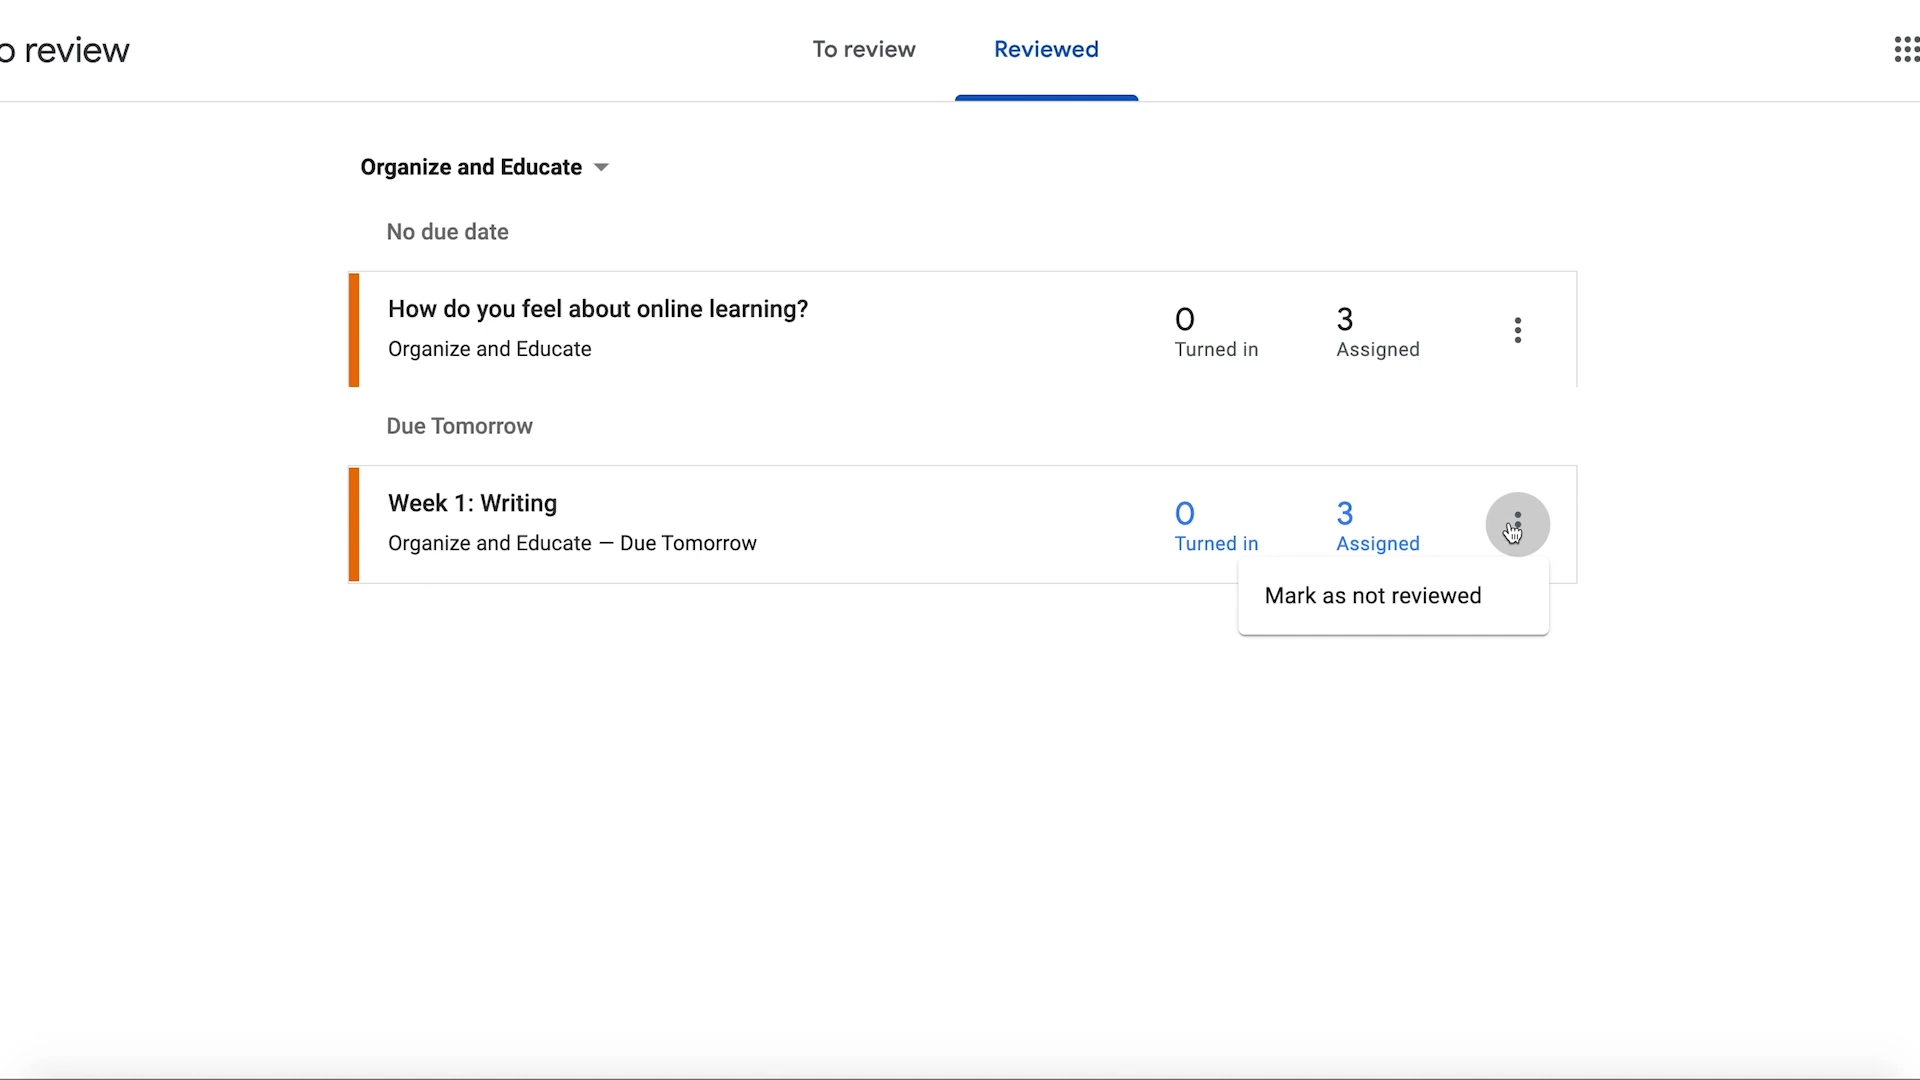 o review
To review
Reviewed
Organize and Educate
No due date
How do you feel about online learning?
Organize and Educate
0
Turned in
3
Assigned
Due Tomorrow
Week 1: Writing
Organize and Educate — Due Tomorrow
0
Turned in
3
Assigned
Mark as not reviewed